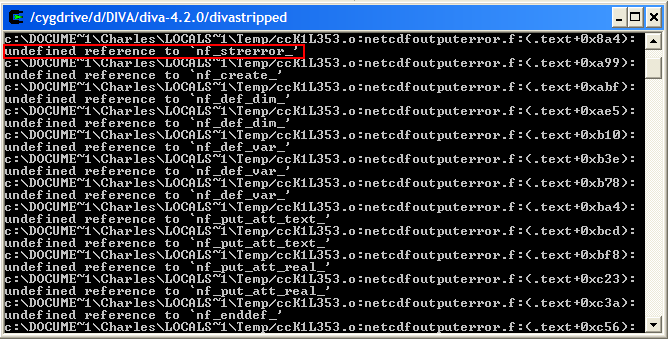 /cygdrive/d/DIVA/diva-4.2.0/divastripped
c:\DOCUME~1\Charles\LOCALS~1\Temp/ccK1L353.o:netcdfoutputerror.f:(.text+0x8a4):
undefined reference to `nf_strerror_'
c:\DOCUME~1\Charles\LOCALS~1\Temp/ccK1L353.o:netcdfoutputerror.f:(.text+0xa99):
undefined reference to `nf_create_'
c:\DOCUME~1\Charles\LOCALS~1\Temp/ccK1L353.o:netcdfoutputerror.f:(.text+0xabf):
undefined reference to `nf_def_dim_'
c:\DOCUME~1\Charles\LOCALS~1\Temp/ccK1L353.o:netcdfoutputerror.f:(.text+0xae5):
undefined reference to `nf_def_dim_'
c:\DOCUME~1\Charles\LOCALS~1\Temp/ccK1L353.o:netcdfoutputerror.f:(.text+0xb10):
undefined reference to `nf_def_var_'
c:\DOCUME~1\Charles\LOCALS~1\Temp/ccK1L353.o:netcdfoutputerror.f:(.text+0xb3e):
undefined reference to `nf_def_var_'
c:\DOCUME~1\Charles\LOCALS~1\Temp/ccK1L353.o:netcdfoutputerror.f:(.text+0xb78):
undefined reference to `nf_def_var_'
c:\DOCUME~1\Charles\LOCALS~1\Temp/ccK1L353.o:netcdfoutputerror.f:(.text+0xba4):
undefined reference to `nf_put_att_text_'
c:\DOCUME~1\Charles\LOCALS~1\Temp/ccK1L353.o:netcdfoutputerror.f:(.text+0xbcd):
undefined reference to `nf_put_att_text_'
c:\DOCUME~1\Charles\LOCALS~1\Temp/ccK1L353.o:netcdfoutputerror.f:(.text+0xbf8):
undefined reference to `nf_put_att_real_'
c:\DOCUME~1\Charles\LOCALS~1\Temp/ccK1L353.o:netcdfoutputerror.f:(.text+0xc23):
undefined reference to `nf_put_att_real_'
c:\DOCUME~1\Charles\LOCALS~1\Temp/ccK1L353.o:netcdfoutputerror.f:(.text+0xc3a):
undefined reference to `nf_enddef_'
c:\DOCUME~1\Charles\LOCALS~1\Temp/ccK1L353.o:netcdfoutputerror.f:(.text+0xc56):